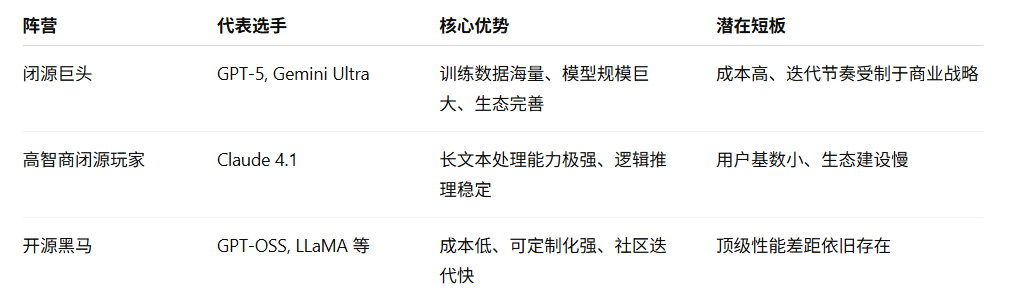 阵营 代表选手 核心优势 潜在短板
闭源巨头 GPT-5, Gemini Ultra 训练数据海量、模型规模巨 成本高、迭代节奏受制于商业战略
大、生态完善
高智商闭源玩家 Claude 4.1 长文本处理能力极强、逻辑推 用户基数小、生态建设慢
理稳定
开源黑马 GPT-OSS, LLaMA 等 成本低、可定制化强、社区迭 顶级性能差距依旧存在
代快